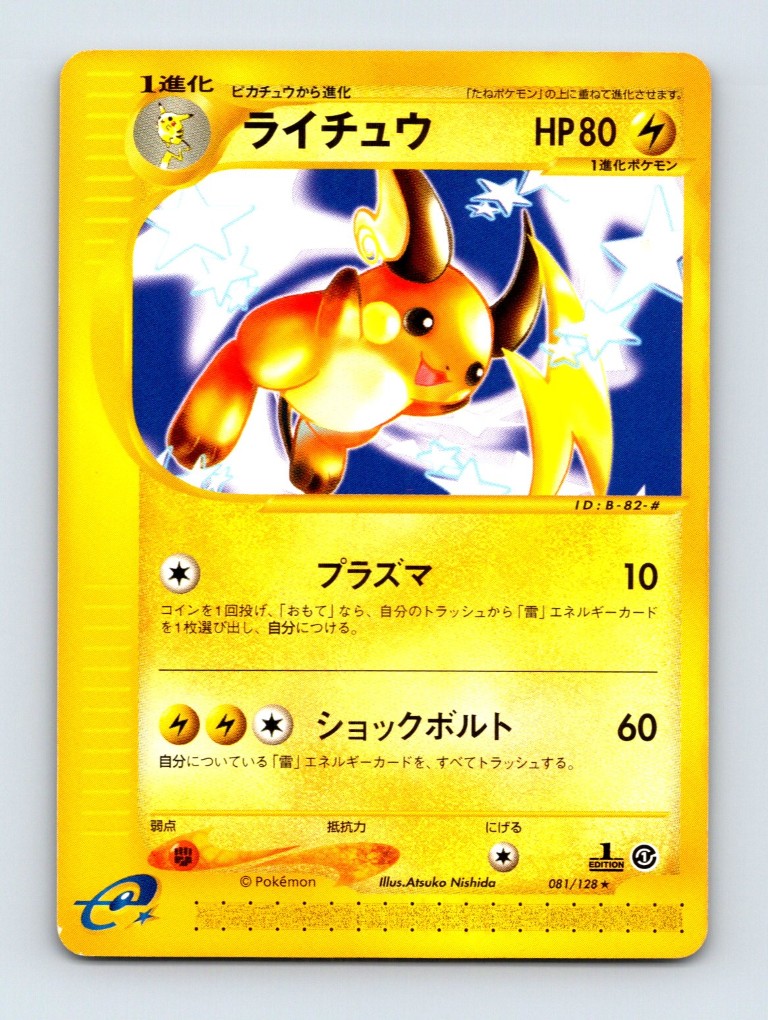 1進化
ピカチュウから進化
「たねポケモン」の上に重ねて進化させます。
ライチュウ
HP80
1進化ポケモン
ID:B-82-#
プラズマ 10
コインを1回投げ、「おもて」なら、自分のトラッシュから「雷」エネルギーカード
を1枚選び出し、自分につける。
ショックボルト 60
自分についている「雷」エネルギーカードを、すべてトラッシュする。
弱点 抵抗力 にげる
1
EDITION
©Pokémon Illus.Atsuko Nishida 081/128★
e